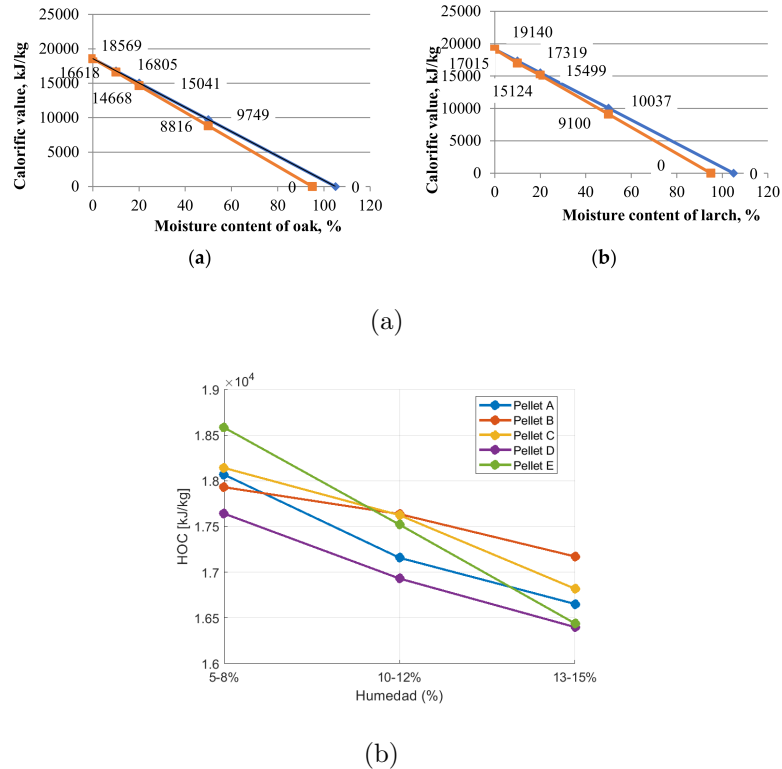 25000
20000
15000
10000
5000
0
Calorific value, kJ/kg
18569
16805
15041
9749
0
16618
14668
8816
0
0 20 40 60 80 100 120
Moisture content of oak, %
(a)
25000
20000
15000
10000
5000
0
Calorific value, kJ/kg
19140
17319
15499
10037
0
17015
15124
9100
0
0 20 40 60 80 100 120
Moisture content of larch, %
(b)
(a)
×10⁴
1.9
1.85
1.8
1.75
1.7
1.65
1.6
HOC [kJ/kg]
Pellet A
Pellet B
Pellet C
Pellet D
Pellet E
5-8% 10-12% 13-15%
Humedad (%)
(b)